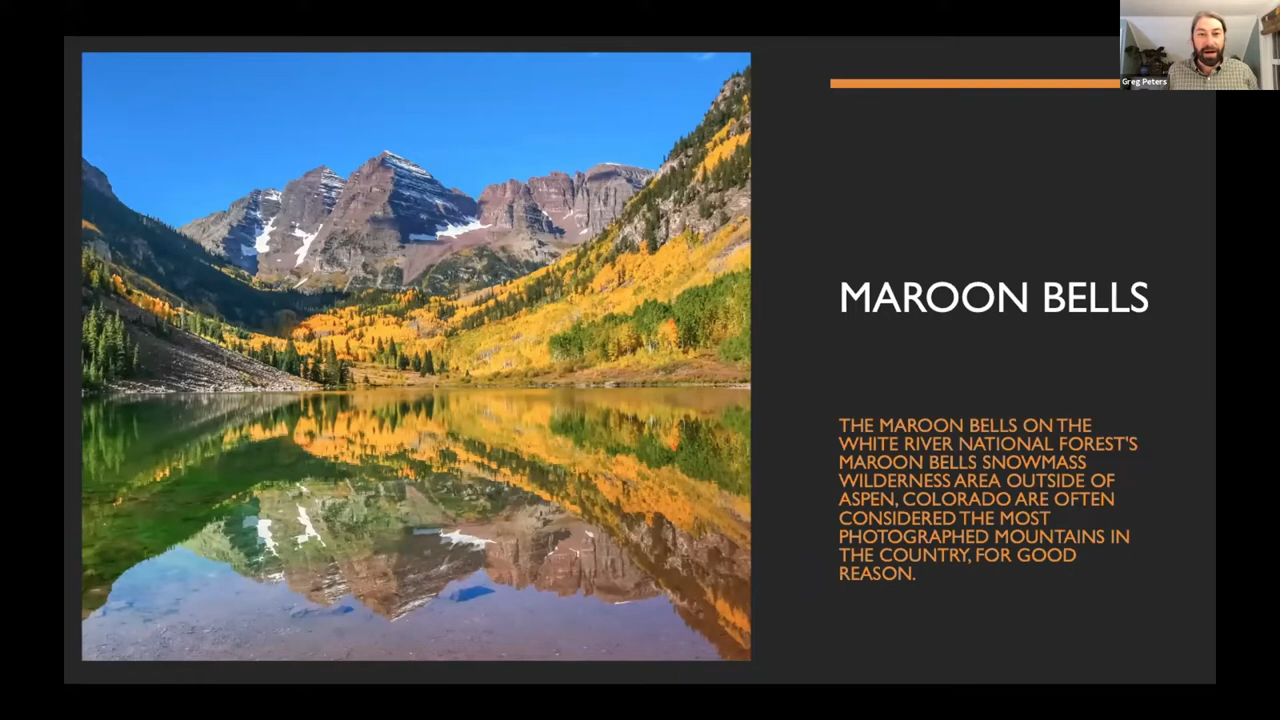 Greg Peters
MAROON BELLS
THE MAROON BELLS ON THE
WHITE RIVER NATIONAL FOREST'S
MAROON BELLS SNOWMASS
WILDERNESS AREA OUTSIDE OF
ASPEN, COLORADO ARE OFTEN
CONSIDERED THE MOST
PHOTOGRAPHED MOUNTAINS IN
THE COUNTRY, FOR GOOD
REASON.